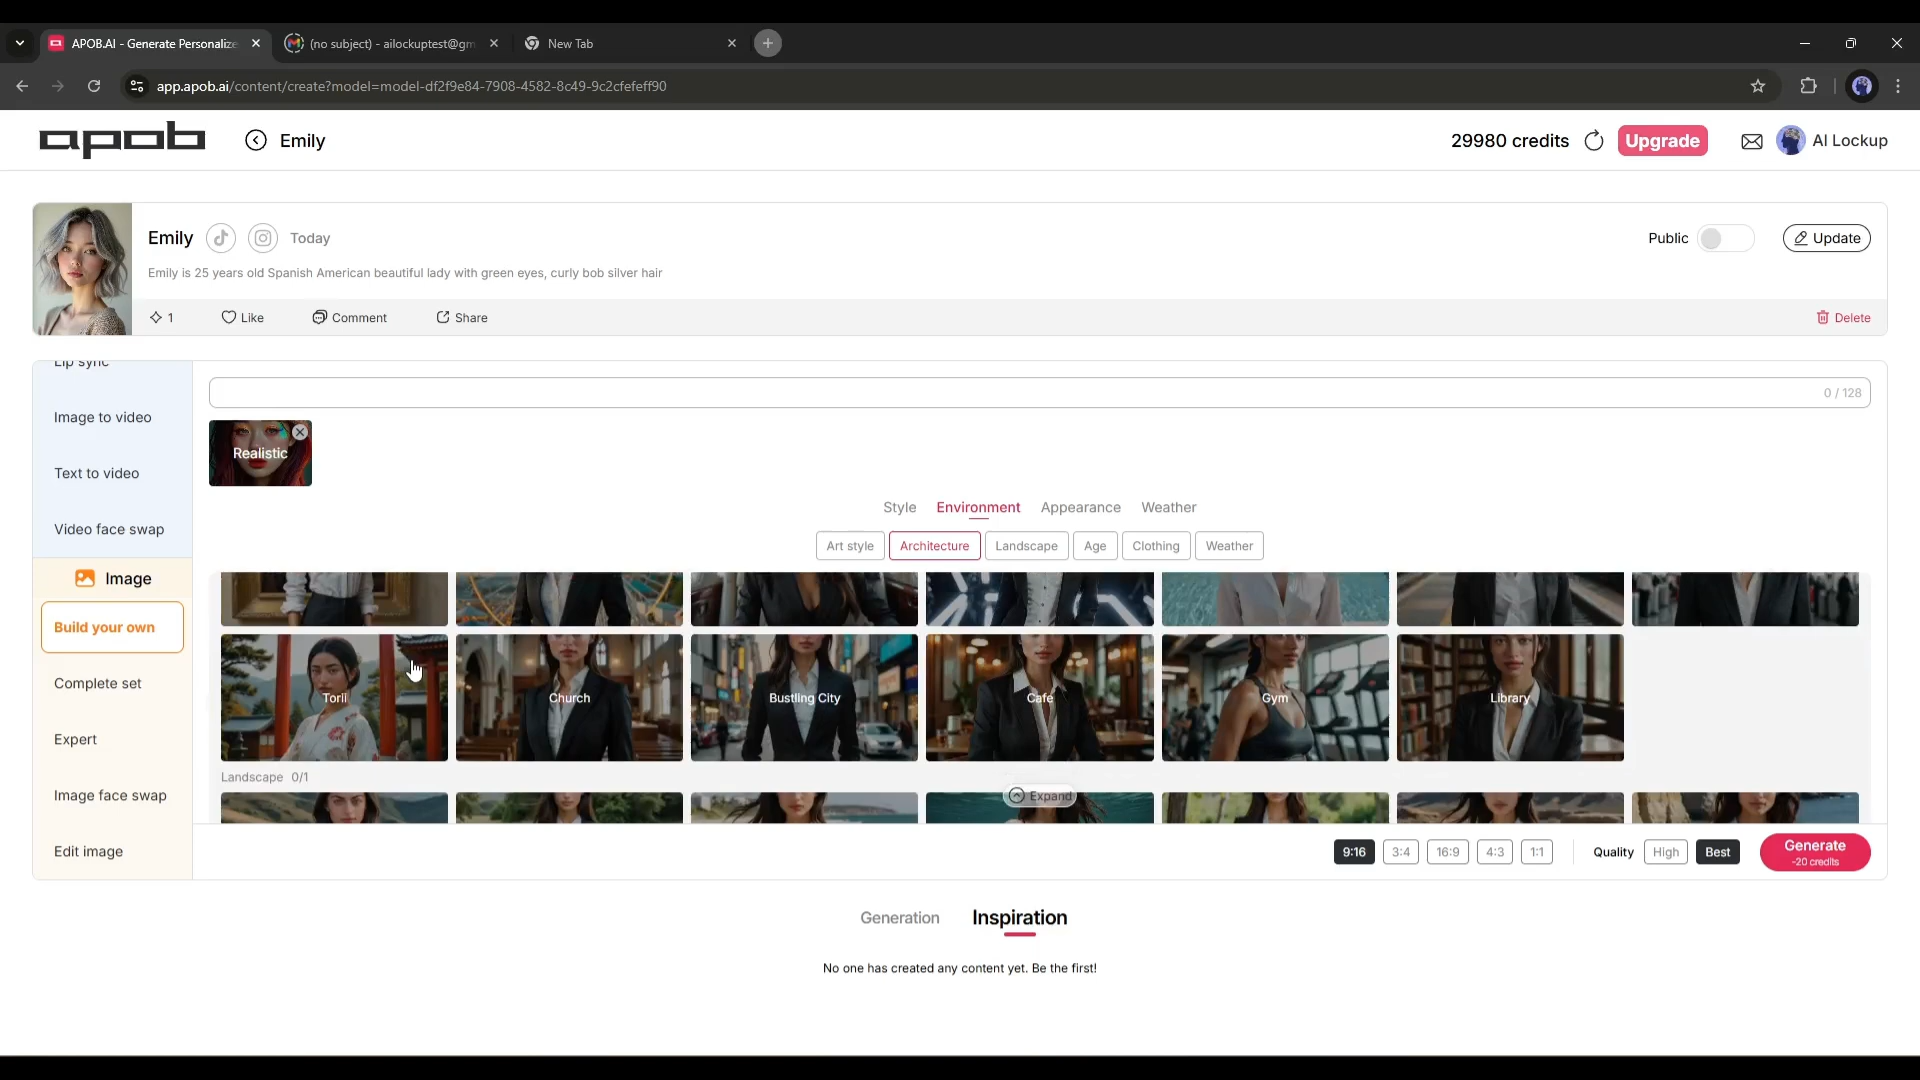 APOB.AI - Generate Personalize
(no subject) - ailockuptest@gm
New Tab
app.apob.ai/content/create?model=model-df2f9e84-7908-4582-8c49-9c2cfefeff90
apob
Emily
29980 credits
Upgrade
AI Lockup
Emily
Today
Public
Update
Emily is 25 years old Spanish American beautiful lady with green eyes, curly bob silver hair
1
Like
Comment
Share
Delete
Lip sync
Image to video
Text to video
Video face swap
Image
Build your own
Complete set
Expert
Image face swap
Edit image
0 / 128
Realistic
Style Environment Appearance Weather
Art style Architecture Landscape Age Clothing Weather
Torii Church Bustling City Cafe Gym Library
Landscape 0/1
Expand
9:16 3:4 16:9 4:3 1:1 Quality High Best
Generate
-20 credits
Generation Inspiration
No one has created any content yet. Be the first!